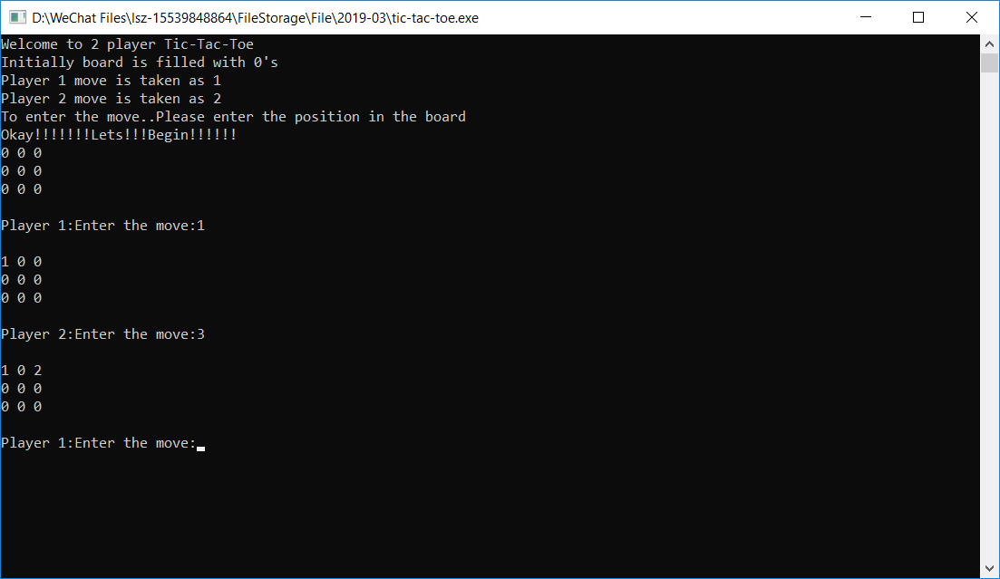 D:\WeChat Files\lsz-15539848864\FileStorage\File\2019-03\tic-tac-toe.exe
Welcome to 2 player Tic-Tac-Toe
Initially board is filled with 0's
Player 1 move is taken as 1
Player 2 move is taken as 2
To enter the move..Please enter the position in the board
Okay!!!!!!!Lets!!!Begin!!!!!!
0 0 0
0 0 0
0 0 0
Player 1:Enter the move:1
1 0 0
0 0 0
0 0 0
Player 2:Enter the move:3
1 0 2
0 0 0
0 0 0
Player 1:Enter the move: